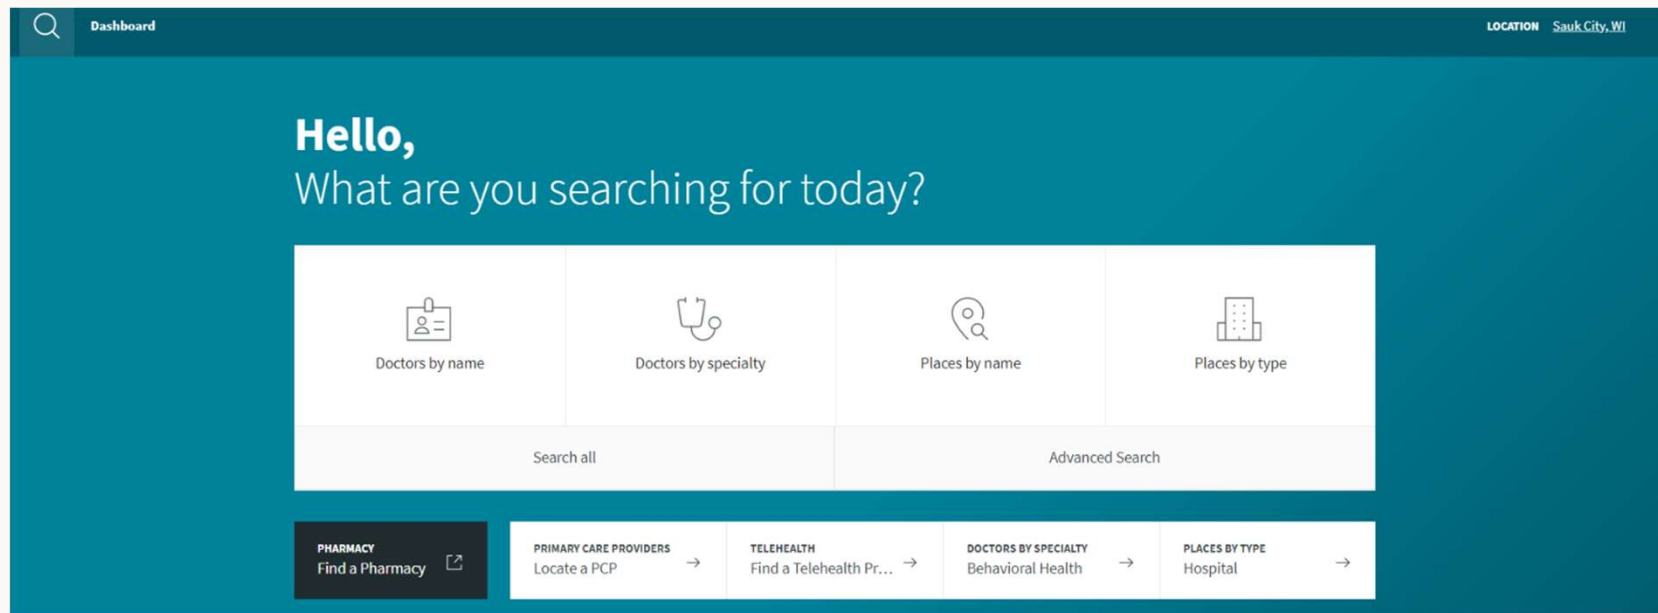 Dashboard
LOCATION Sauk City, WI
Hello,
What are you searching for today?
Doctors by name
Doctors by specialty
Places by name
Places by type
Search all
Advanced Search
PHARMACY
Find a Pharmacy
PRIMARY CARE PROVIDERS
Locate a PCP
TELEHEALTH
Find a Telehealth Pr...
DOCTORS BY SPECIALTY
Behavioral Health
PLACES BY TYPE
Hospital